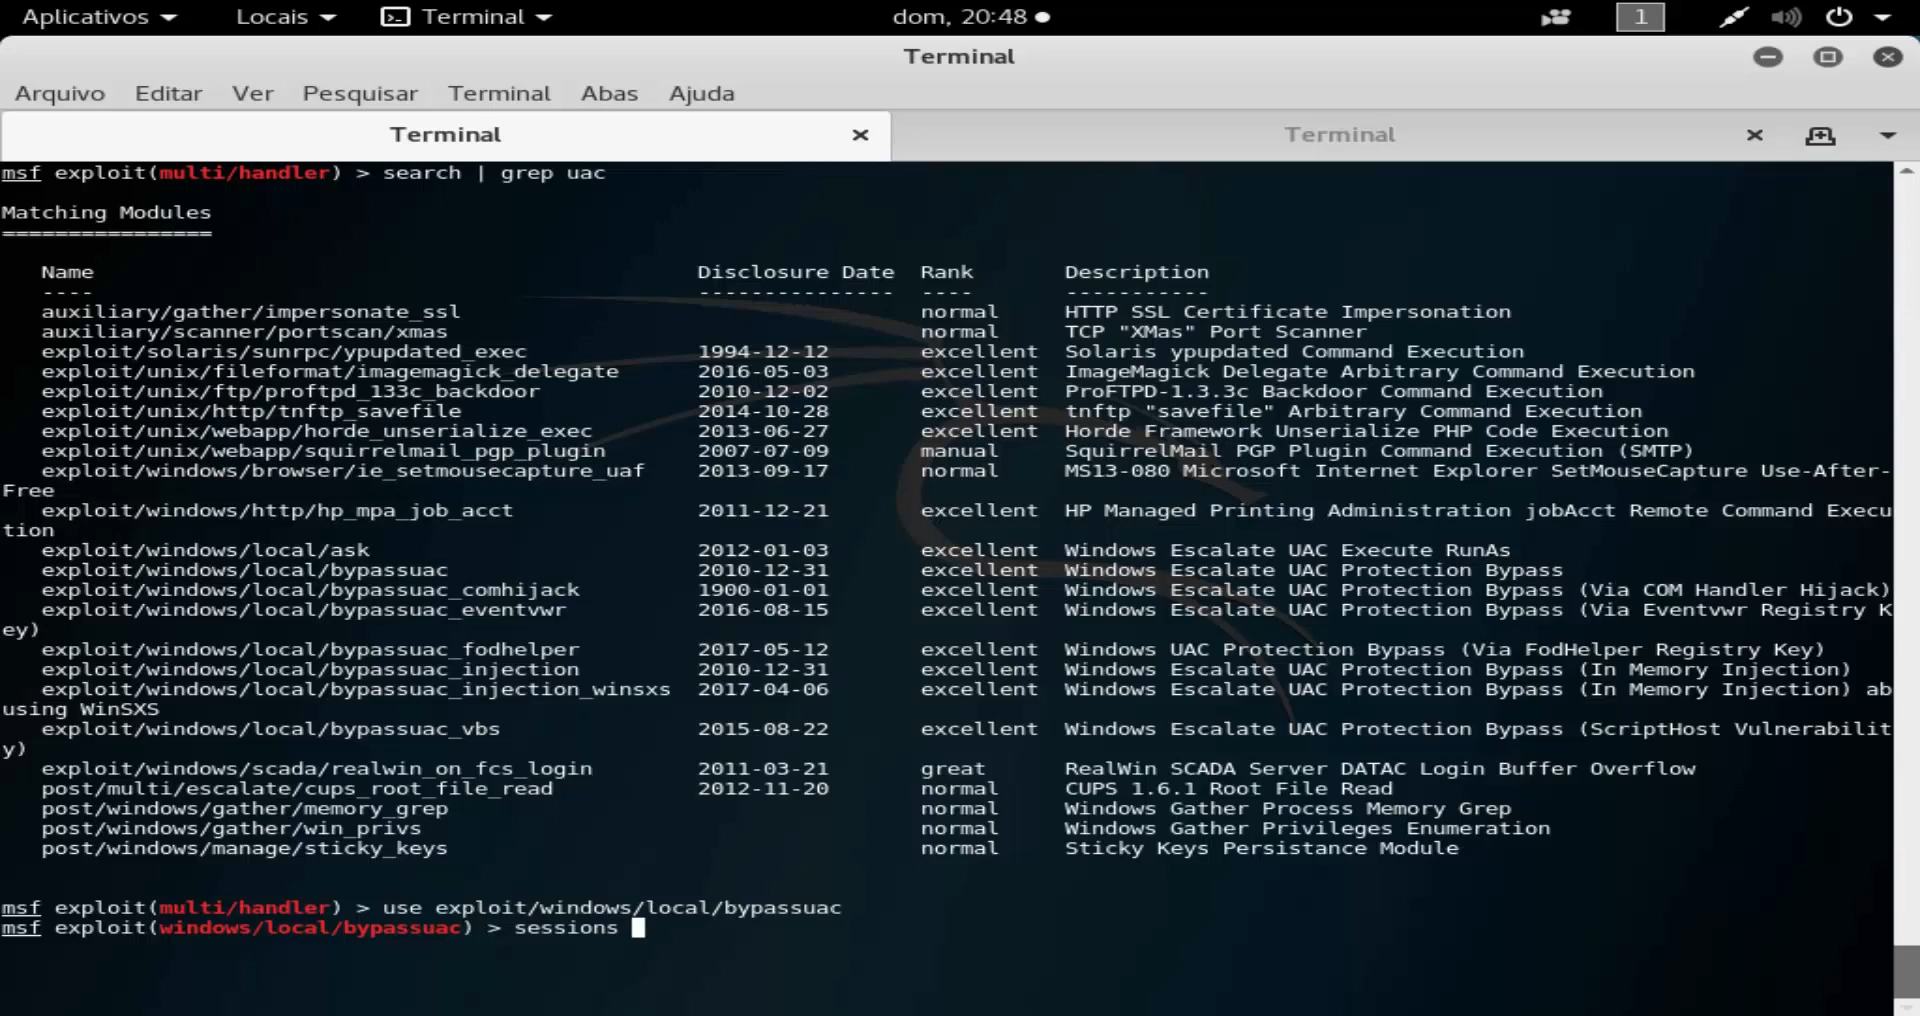 Aplicativos Locais Terminal dom, 20:48 1
Terminal
Arquivo Editar Ver Pesquisar Terminal Abas Ajuda
Terminal Terminal
msf exploit(multi/handler) > search | grep uac
Matching Modules
================
Name Disclosure Date Rank Description
---- --------------- ---- -----------
auxiliary/gather/impersonate_ssl normal HTTP SSL Certificate Impersonation
auxiliary/scanner/portscan/xmas normal TCP "XMas" Port Scanner
exploit/solaris/sunrpc/ypupdated_exec 1994-12-12 excellent Solaris ypupdated Command Execution
exploit/unix/fileformat/imagemagick_delegate 2016-05-03 excellent ImageMagick Delegate Arbitrary Command Execution
exploit/unix/ftp/proftpd_133c_backdoor 2010-12-02 excellent ProFTPD-1.3.3c Backdoor Command Execution
exploit/unix/http/tnftp_savefile 2014-10-28 excellent tnftp "savefile" Arbitrary Command Execution
exploit/unix/webapp/horde_unserialize_exec 2013-06-27 excellent Horde Framework Unserialize PHP Code Execution
exploit/unix/webapp/squirrelmail_pgp_plugin 2007-07-09 manual SquirrelMail PGP Plugin Command Execution (SMTP)
exploit/windows/browser/ie_setmousecapture_uaf 2013-09-17 normal MS13-080 Microsoft Internet Explorer SetMouseCapture Use-After-
Free
exploit/windows/http/hp_mpa_job_acct 2011-12-21 excellent HP Managed Printing Administration jobAcct Remote Command Execu
tion
exploit/windows/local/ask 2012-01-03 excellent Windows Escalate UAC Execute RunAs
exploit/windows/local/bypassuac 2010-12-31 excellent Windows Escalate UAC Protection Bypass
exploit/windows/local/bypassuac_comhijack 1900-01-01 excellent Windows Escalate UAC Protection Bypass (Via COM Handler Hijack)
exploit/windows/local/bypassuac_eventvwr 2016-08-15 excellent Windows Escalate UAC Protection Bypass (Via Eventvwr Registry K
ey)
exploit/windows/local/bypassuac_fodhelper 2017-05-12 excellent Windows UAC Protection Bypass (Via FodHelper Registry Key)
exploit/windows/local/bypassuac_injection 2010-12-31 excellent Windows Escalate UAC Protection Bypass (In Memory Injection)
exploit/windows/local/bypassuac_injection_winsxs 2017-04-06 excellent Windows Escalate UAC Protection Bypass (In Memory Injection) ab
using WinSXS
exploit/windows/local/bypassuac_vbs 2015-08-22 excellent Windows Escalate UAC Protection Bypass (ScriptHost Vulnerabilit
y)
exploit/windows/scada/realwin_on_fcs_login 2011-03-21 great RealWin SCADA Server DATAC Login Buffer Overflow
post/multi/escalate/cups_root_file_read 2012-11-20 normal CUPS 1.6.1 Root File Read
post/windows/gather/memory_grep normal Windows Gather Process Memory Grep
post/windows/gather/win_privs normal Windows Gather Privileges Enumeration
post/windows/manage/sticky_keys normal Sticky Keys Persistance Module
msf exploit(multi/handler) > use exploit/windows/local/bypassuac
msf exploit(windows/local/bypassuac) > sessions